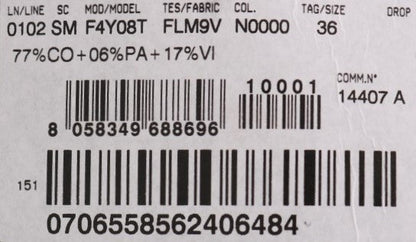 LN/LINE SC MOD/MODEL TES/FABRIC COL. TAG/SIZE DROP
0102 SM F4Y08T FLM9V N0000 36
77%CO+06%PA+17%VI
10001 COMM.N°
14407 A
8 058349 688696
151
0706558562406484